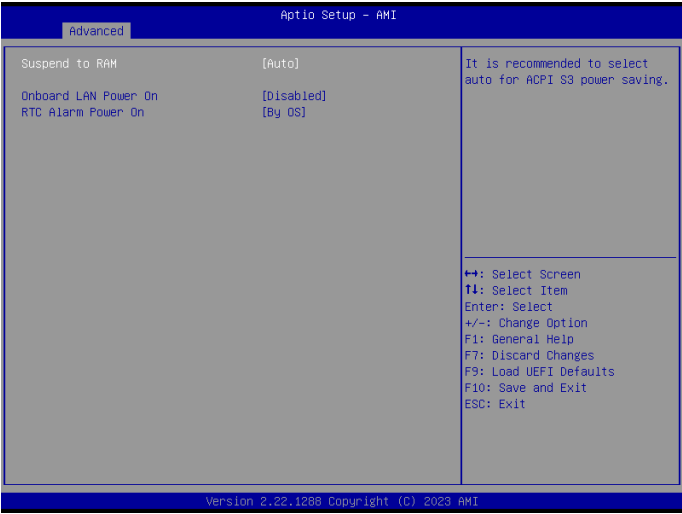 Aptio Setup – AMI
Advanced
Suspend to RAM [Auto]
Onboard LAN Power On [Disabled]
RTC Alarm Power On [By OS]
It is recommended to select
auto for ACPI S3 power saving.
↔: Select Screen
↑↓: Select Item
Enter: Select
+/-: Change Option
F1: General Help
F7: Discard Changes
F9: Load UEFI Defaults
F10: Save and Exit
ESC: Exit
Version 2.22.1288 Copyright (C) 2023 AMI